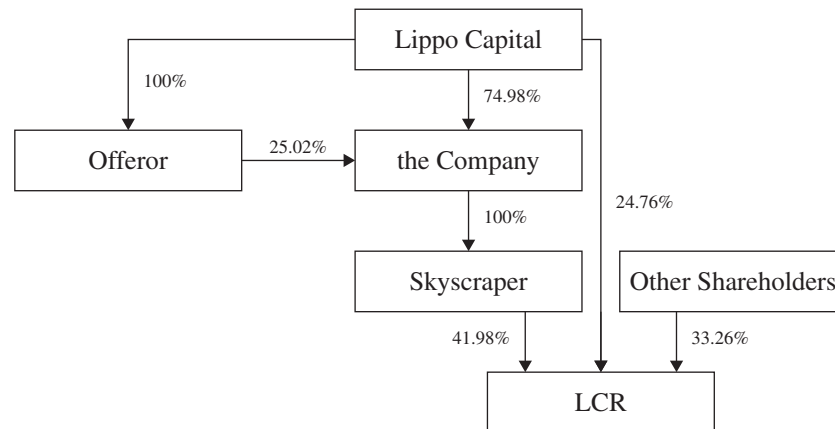 Lippo Capital
100%
74.98%
Offeror
25.02%
the Company
100%
24.76%
Skyscraper
Other Shareholders
41.98%
33.26%
LCR